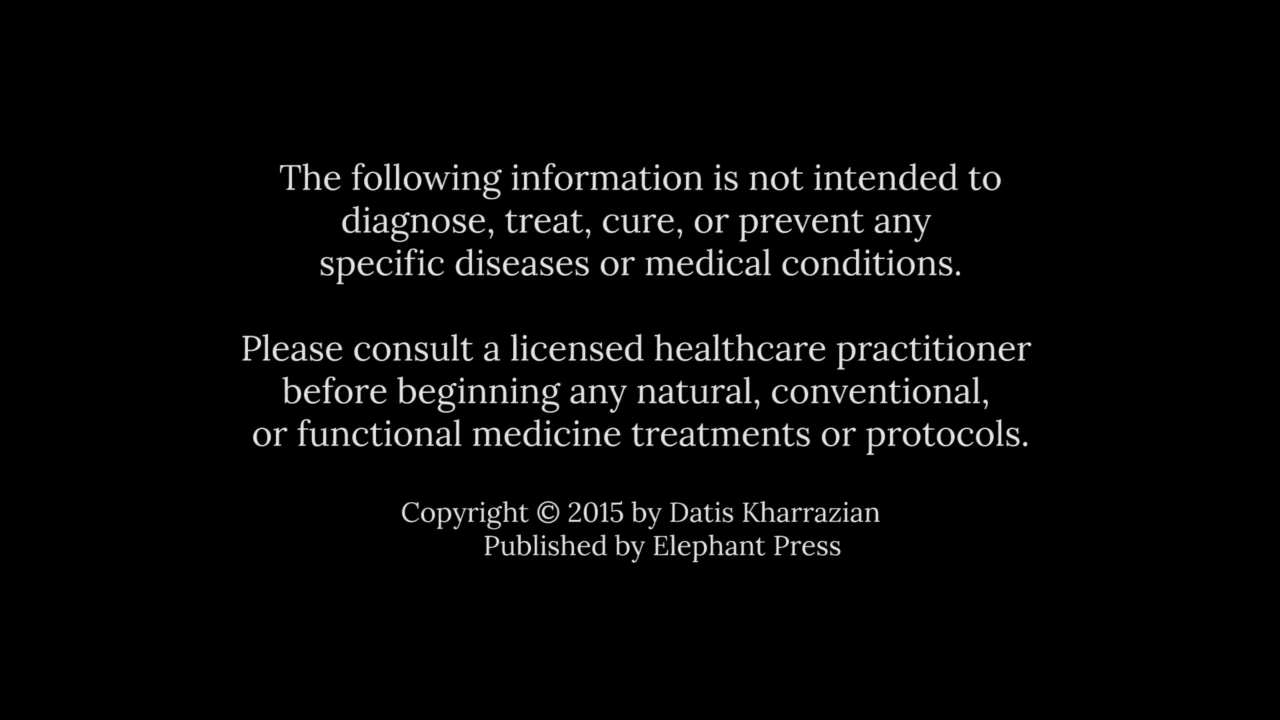 The following information is not intended to
diagnose, treat, cure, or prevent any
specific diseases or medical conditions.
Please consult a licensed healthcare practitioner
before beginning any natural, conventional,
or functional medicine treatments or protocols.
Copyright © 2015 by Datis Kharrazian
Published by Elephant Press